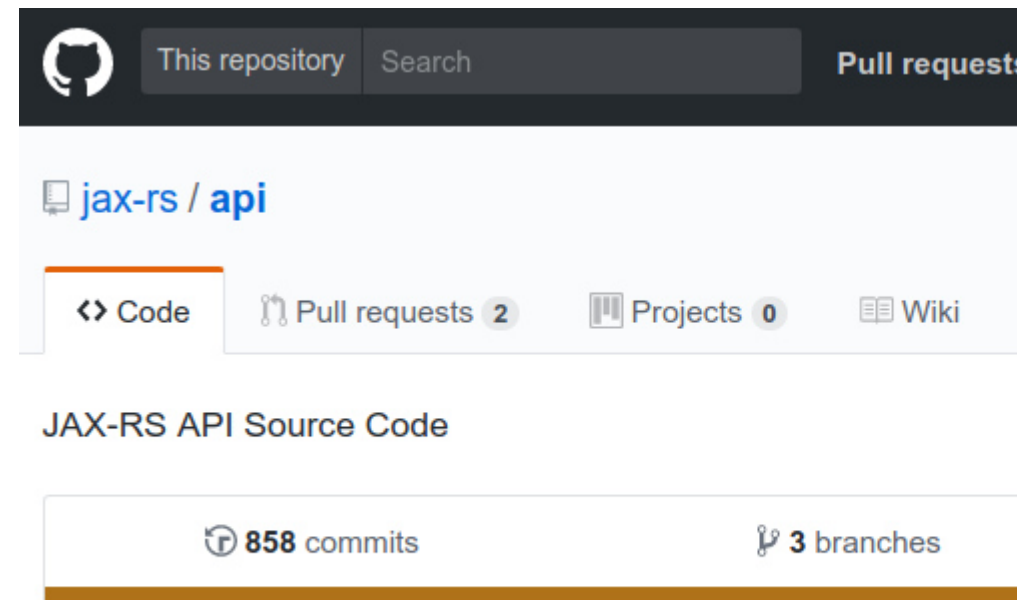 This repository Search Pull requests
jax-rs / api
Code Pull requests 2 Projects 0 Wiki
JAX-RS API Source Code
858 commits 3 branches